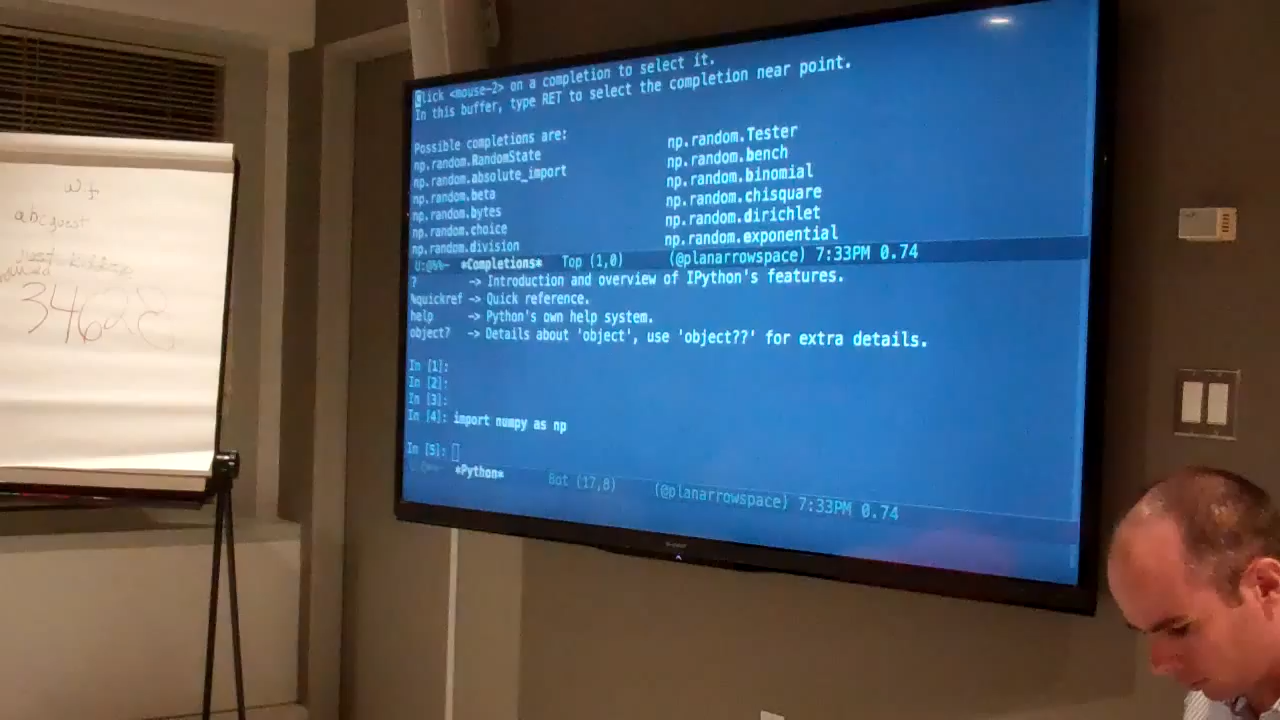 wf
abcguest
34628
Click <mouse-2> on a completion to select it.
In this buffer, type RET to select the completion near point.
Possible completions are:
np.random.RandomState np.random.Tester
np.random.absolute_import np.random.bench
np.random.beta np.random.binomial
np.random.bytes np.random.chisquare
np.random.choice np.random.dirichlet
np.random.division np.random.exponential
U:@%%- *Completions* Top (1,0) (@planarrowspace) 7:33PM 0.74
? -> Introduction and overview of IPython's features.
%quickref -> Quick reference.
help -> Python's own help system.
object? -> Details about 'object', use 'object??' for extra details.
In [1]:
In [2]:
In [3]:
In [4]: import numpy as np
In [5]:
*Python* Bot (17,8) (@planarrowspace) 7:33PM 0.74